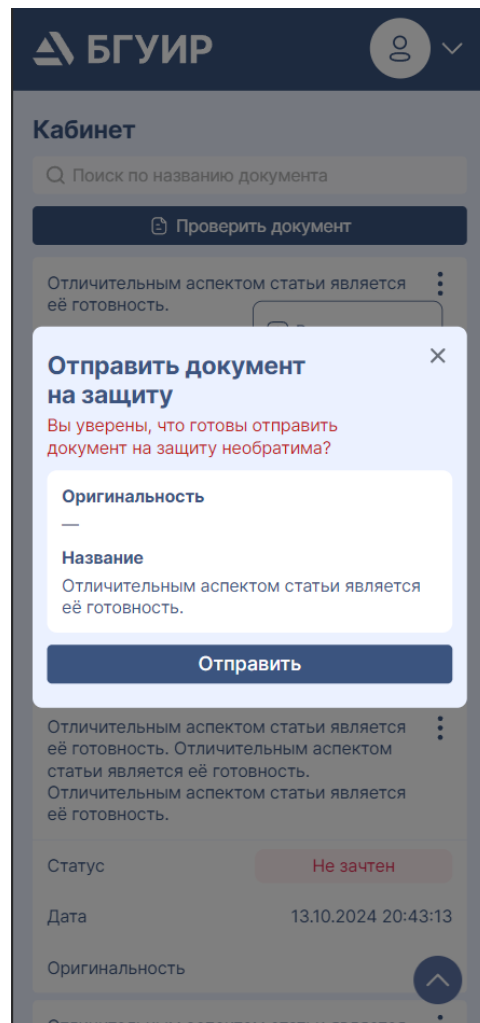 БГУИР
Кабинет
Поиск по названию документа
Проверить документ
Отличительным аспектом статьи является
её готовность.
Отправить документ
на защиту
Вы уверены, что готовы отправить
документ на защиту необратима?
Оригинальность
—
Название
Отличительным аспектом статьи является
её готовность.
Отправить
Отличительным аспектом статьи является
её готовность. Отличительным аспектом
статьи является её готовность.
Отличительным аспектом статьи является
её готовность.
Статус
Не зачтен
Дата
13.10.2024 20:43:13
Оригинальность